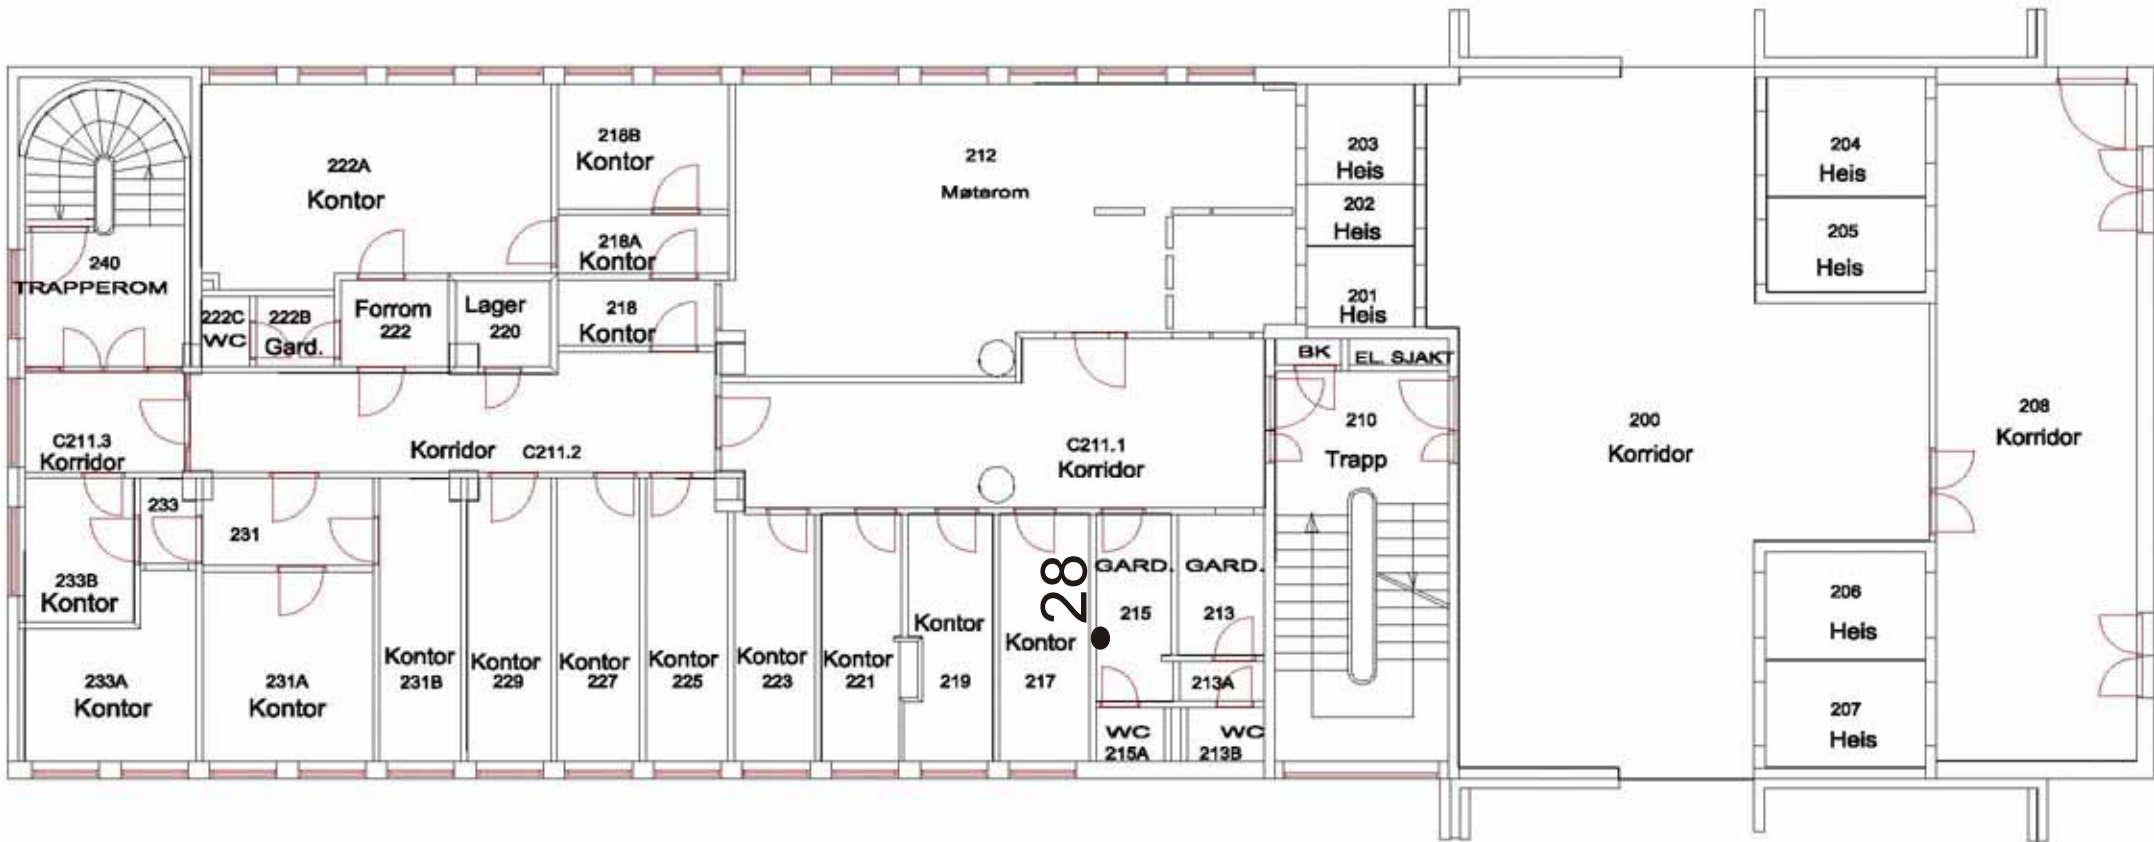 218B
Kontor
222A
Kontor
212
Møterom
203
Heis
202
Heis
201
Heis
204
Heis
205
Heis
218A
Kontor
240
TRAPPEROM
222C
WC
222B
Gard.
Forrom
222
Lager
220
218
Kontor
BK
EL. SJAKT
C211.3
Korridor
Korridor C211.2
C211.1
Korridor
210
Trapp
200
Korridor
208
Korridor
233
231
233B
Kontor
233A
Kontor
231A
Kontor
Kontor
231B
Kontor
229
Kontor
227
Kontor
225
Kontor
223
Kontor
221
Kontor
219
Kontor
217
28
GARD.
215
GARD.
213
213A
WC
215A
WC
213B
206
Heis
207
Heis